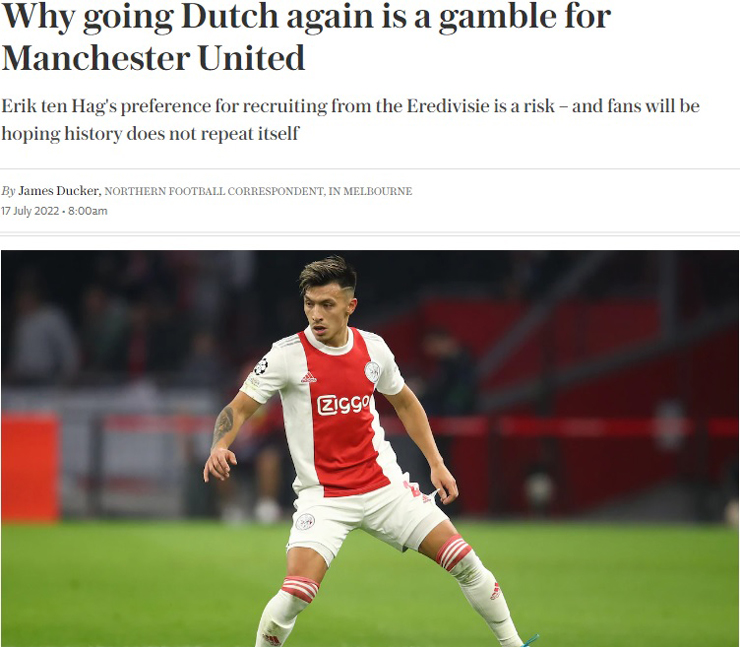 Why going Dutch again is a gamble for
Manchester United
Erik ten Hag's preference for recruiting from the Eredivisie is a risk – and fans will be
hoping history does not repeat itself
By James Ducker, NORTHERN FOOTBALL CORRESPONDENT, IN MELBOURNE
17 July 2022 • 8:00am
Ziggo